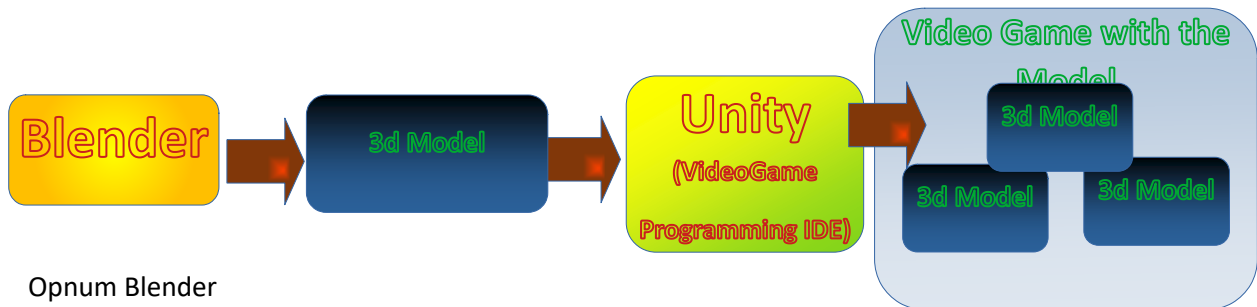 Blender
3d Model
Unity
(VideoGame
Programming IDE)
Video Game with the
Model
3d Model
3d Model
3d Model
Opnum Blender